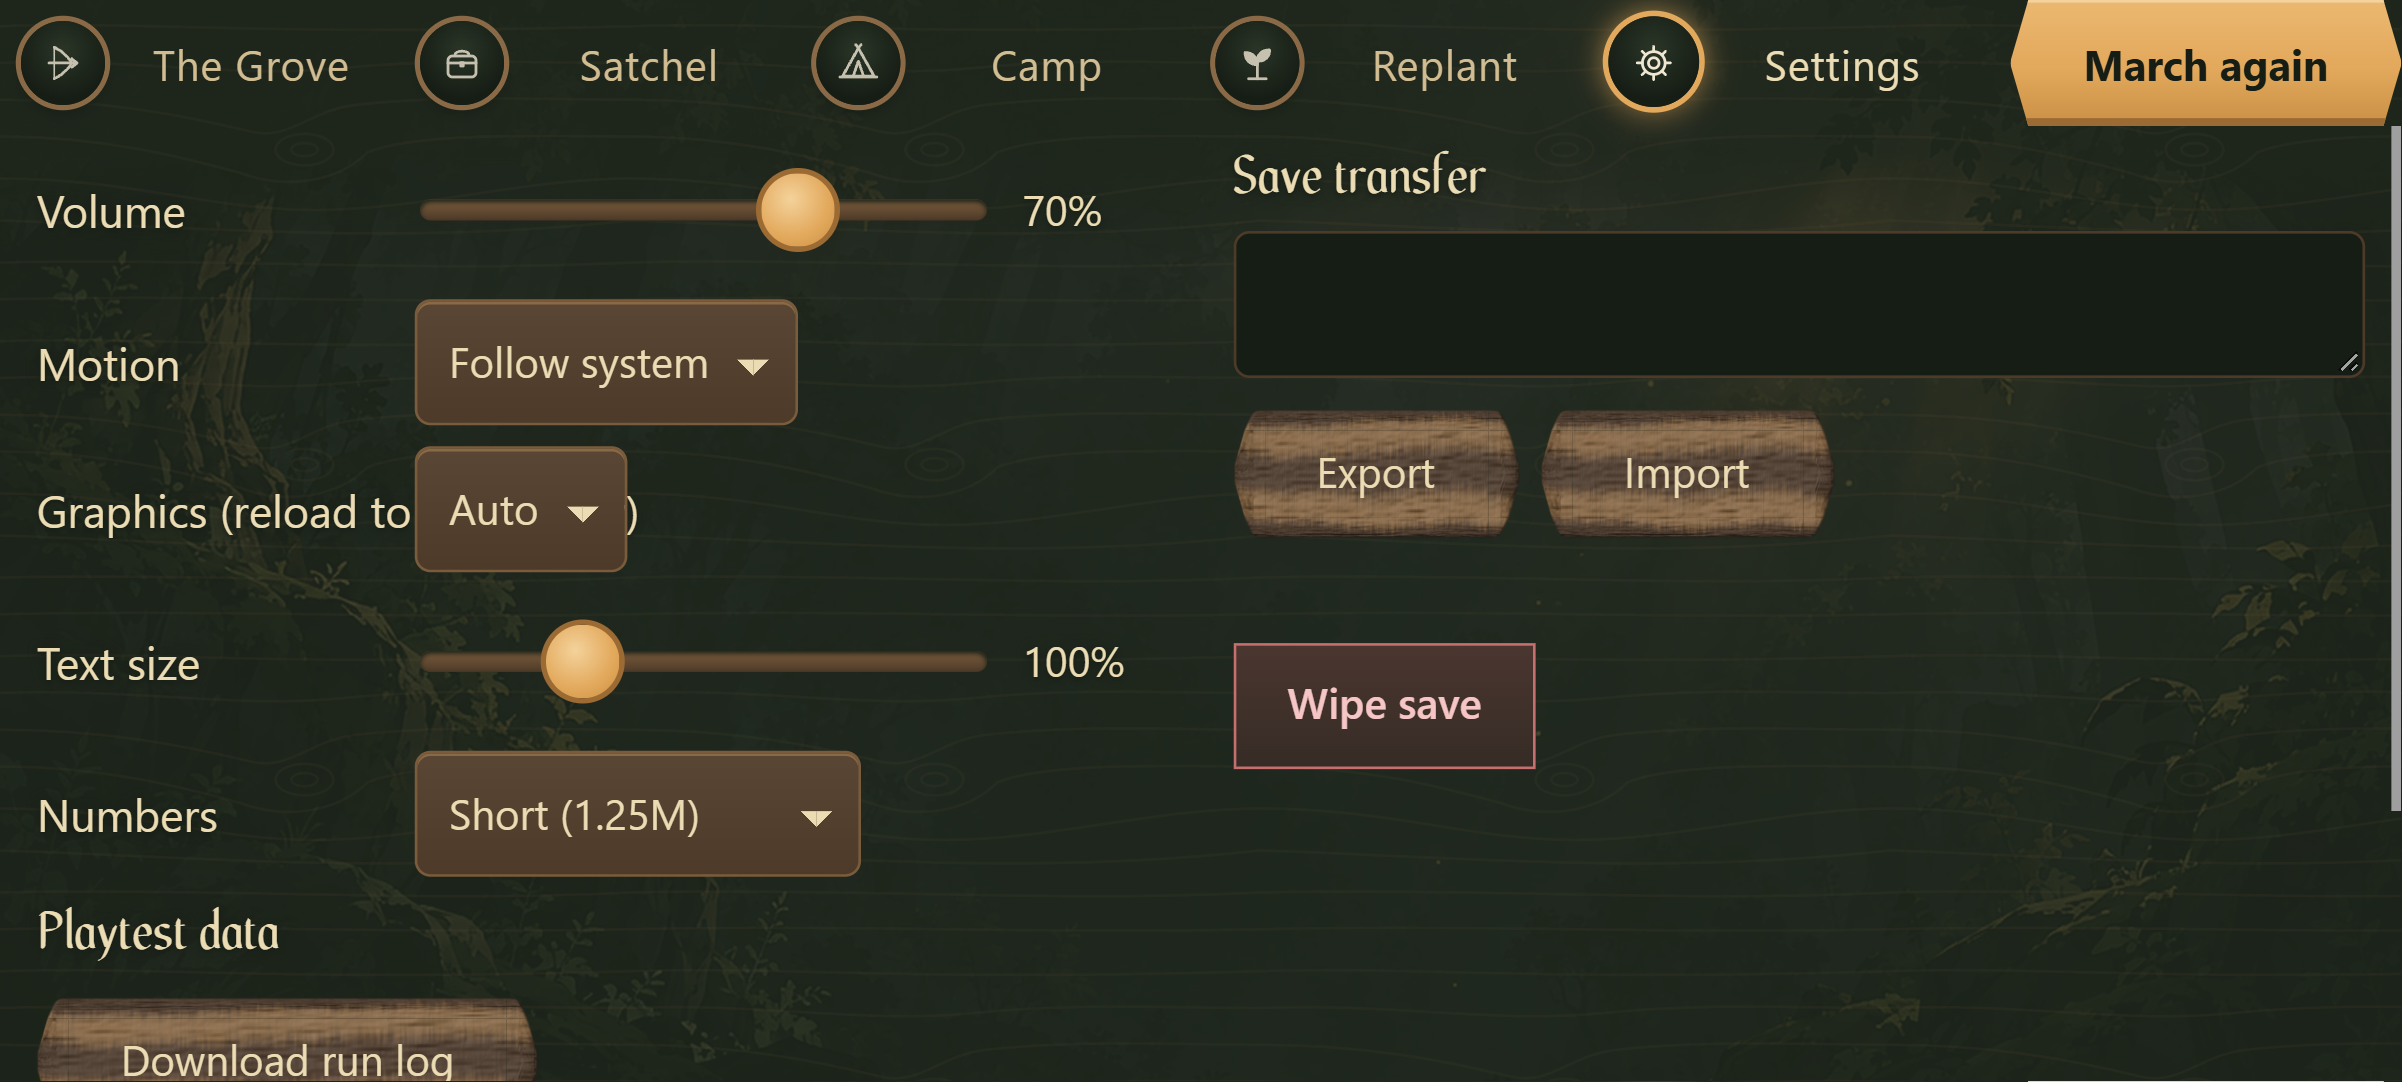 The Grove
Satchel
Camp
Replant
Settings
March again
Volume
70%
Motion
Follow system
Graphics (reload to
Auto
)
Text size
100%
Numbers
Short (1.25M)
Playtest data
Download run log
Save transfer
Export
Import
Wipe save